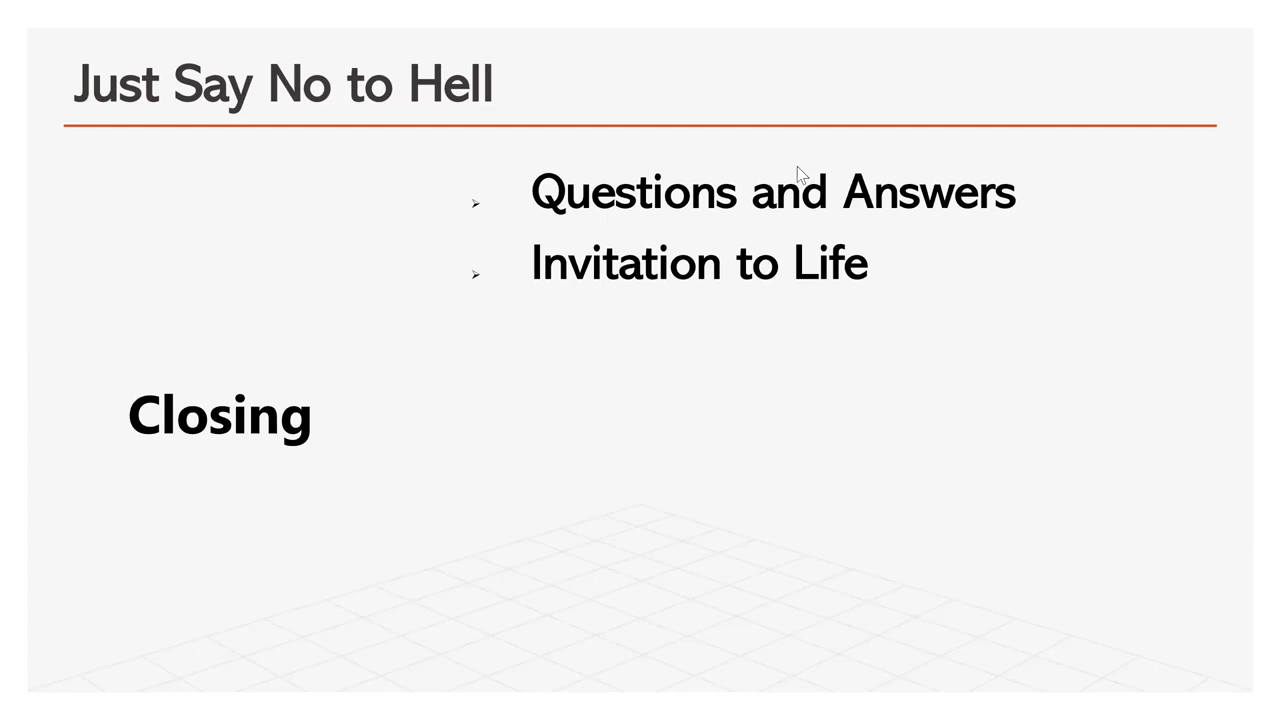 Just Say No to Hell
Questions and Answers
Invitation to Life
Closing